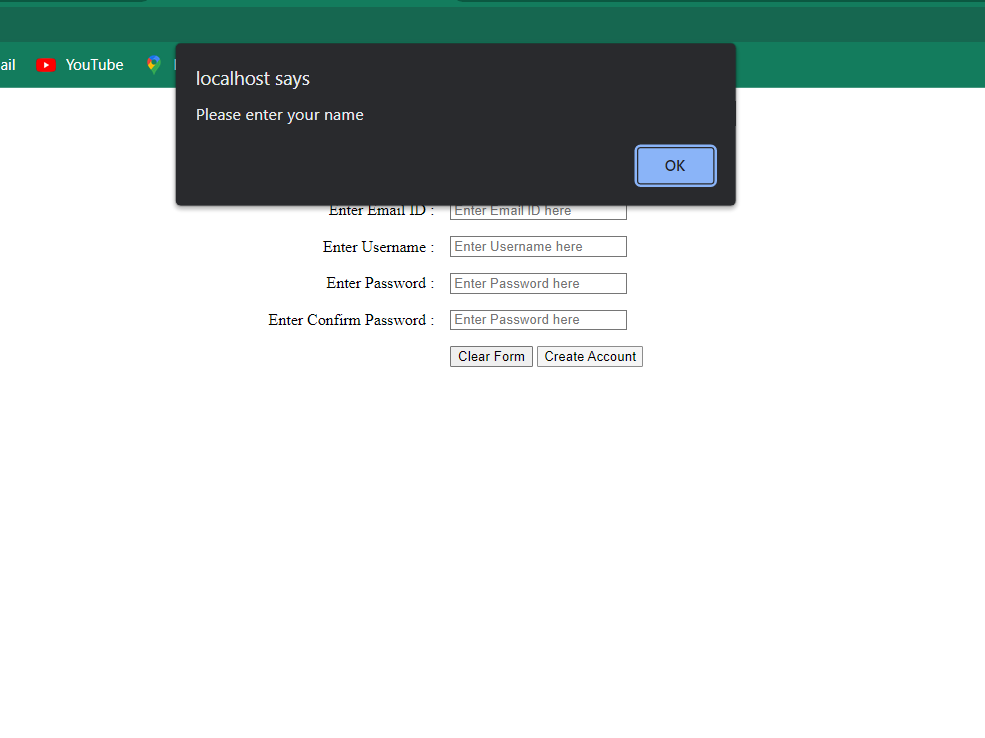 ail YouTube
localhost says
Please enter your name
OK
Enter Email ID : Enter Email ID here
Enter Username : Enter Username here
Enter Password : Enter Password here
Enter Confirm Password : Enter Password here
Clear Form Create Account